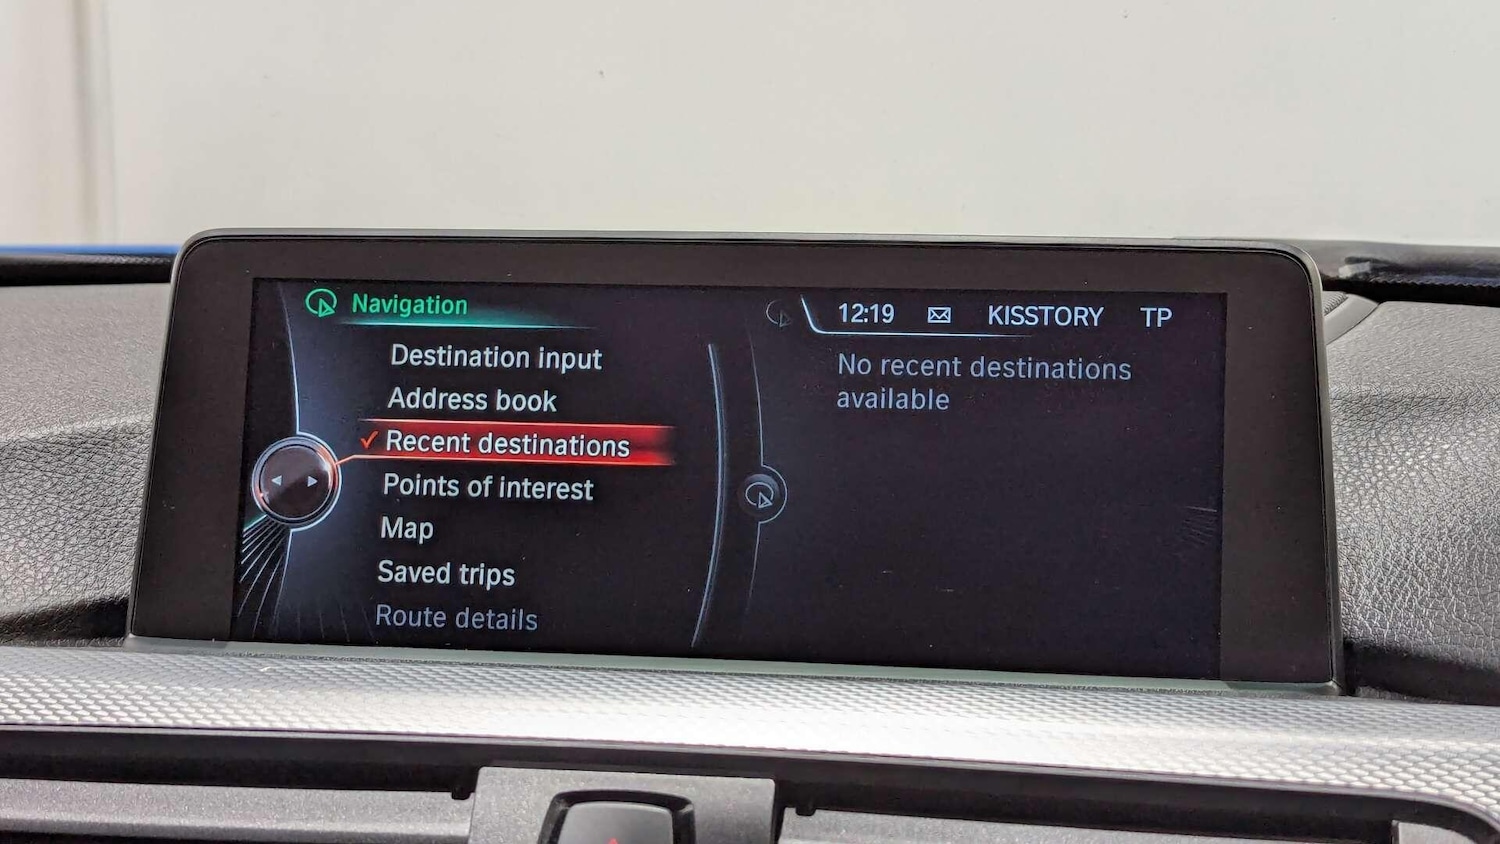 Navigation
Destination input
Address book
Recent destinations
Points of interest
Map
Saved trips
Route details
12:19 KISSTORY TP
No recent destinations
available